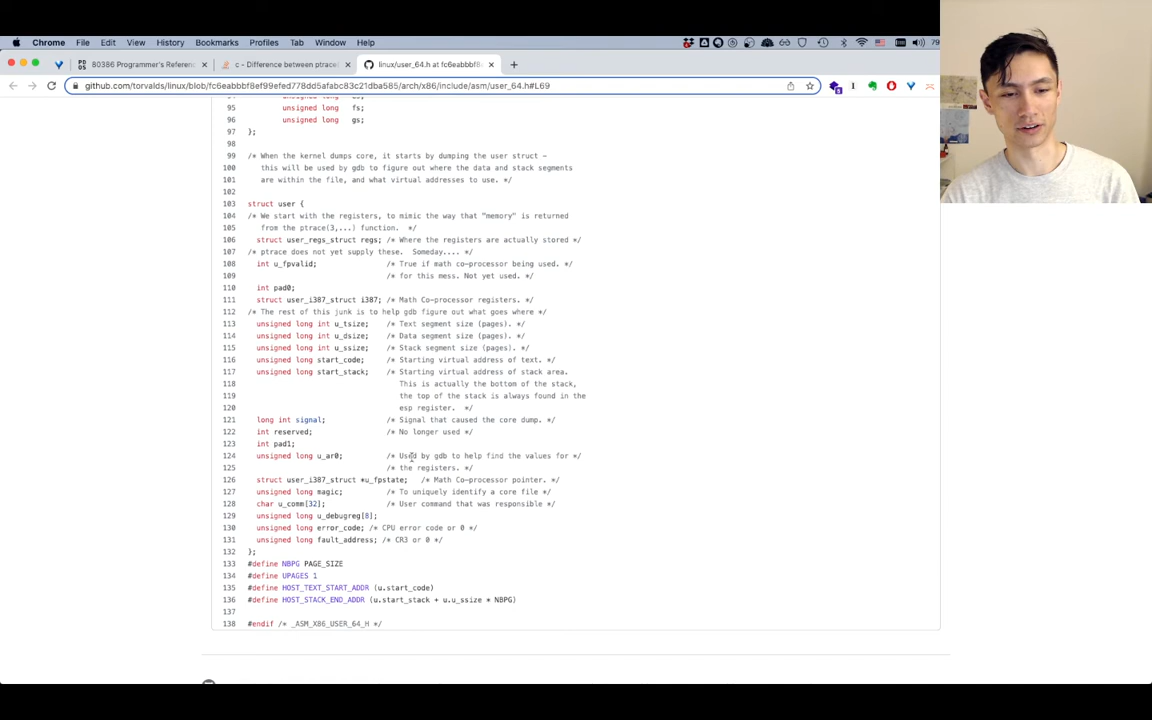 Chrome File Edit View History Bookmarks Profiles Tab Window Help 79
80386 Programmer's Referenc
c - Difference between ptrace
linux/user_64.h at fc6eabbbf8
github.com/torvalds/linux/blob/fc6eabbbf8ef99efed778dd5afabc83c21dba585/arch/x86/include/asm/user_64.h#L69
95 unsigned long fs;
96 unsigned long gs;
97 };
98
99 /* When the kernel dumps core, it starts by dumping the user struct -
100 this will be used by gdb to figure out where the data and stack segments
101 are within the file, and what virtual addresses to use. */
102
103 struct user {
104 /* We start with the registers, to mimic the way that "memory" is returned
105 from the ptrace(3,...) function. */
106 struct user_regs_struct regs; /* Where the registers are actually stored */
107 /* ptrace does not yet supply these. Someday.... */
108 int u_fpvalid; /* True if math co-processor being used. */
109 /* for this mess. Not yet used. */
110 int pad0;
111 struct user_i387_struct i387; /* Math Co-processor registers. */
112 /* The rest of this junk is to help gdb figure out what goes where */
113 unsigned long int u_tsize; /* Text segment size (pages). */
114 unsigned long int u_dsize; /* Data segment size (pages). */
115 unsigned long int u_ssize; /* Stack segment size (pages). */
116 unsigned long start_code; /* Starting virtual address of text. */
117 unsigned long start_stack; /* Starting virtual address of stack area.
118 This is actually the bottom of the stack,
119 the top of the stack is always found in the
120 esp register. */
121 long int signal; /* Signal that caused the core dump. */
122 int reserved; /* No longer used */
123 int pad1;
124 unsigned long u_ar0; /* Used by gdb to help find the values for */
125 /* the registers. */
126 struct user_i387_struct *u_fpstate; /* Math Co-processor pointer. */
127 unsigned long magic; /* To uniquely identify a core file */
128 char u_comm[32]; /* User command that was responsible */
129 unsigned long u_debugreg[8];
130 unsigned long error_code; /* CPU error code or 0 */
131 unsigned long fault_address; /* CR3 or 0 */
132 };
133 #define NBPG PAGE_SIZE
134 #define UPAGES 1
135 #define HOST_TEXT_START_ADDR (u.start_code)
136 #define HOST_STACK_END_ADDR (u.start_stack + u.u_ssize * NBPG)
137
138 #endif /* _ASM_X86_USER_64_H */